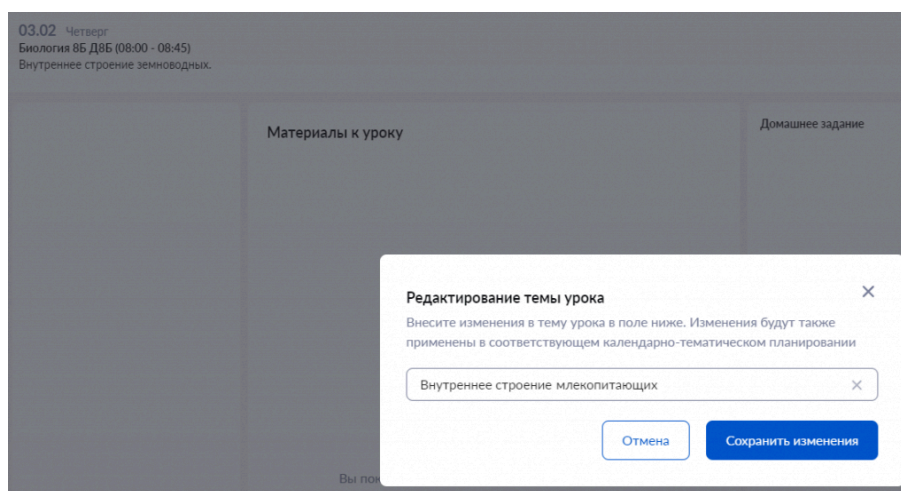 03.02 Четверг
Биология 8Б Д8Б (08:00 - 08:45)
Внутреннее строение земноводных.
Материалы к уроку
Домашнее задание
Редактирование темы урока
Внесите изменения в тему урока в поле ниже. Изменения будут также
применены в соответствующем календарно-тематическом планировании
Внутреннее строение млекопитающих
Отмена
Сохранить изменения
Вы